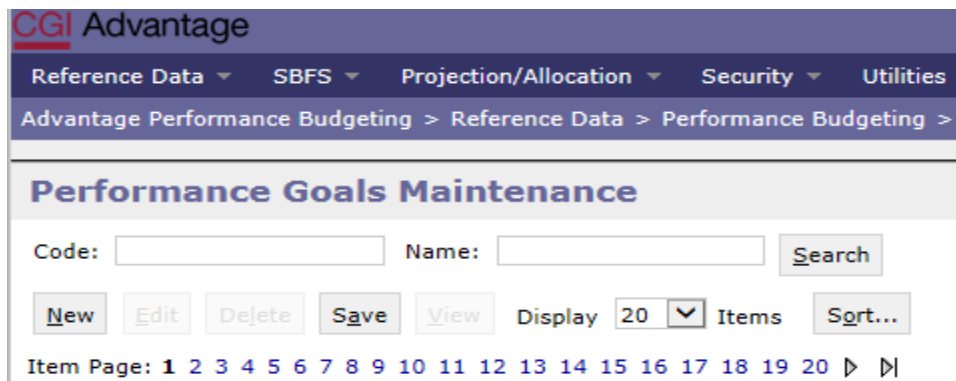 CGI Advantage
Reference Data SBFS Projection/Allocation Security Utilities
Advantage Performance Budgeting > Reference Data > Performance Budgeting >
Performance Goals Maintenance
Code: Name: Search
New Edit Delete Save View Display 20 Items Sort...
Item Page: 1 2 3 4 5 6 7 8 9 10 11 12 13 14 15 16 17 18 19 20